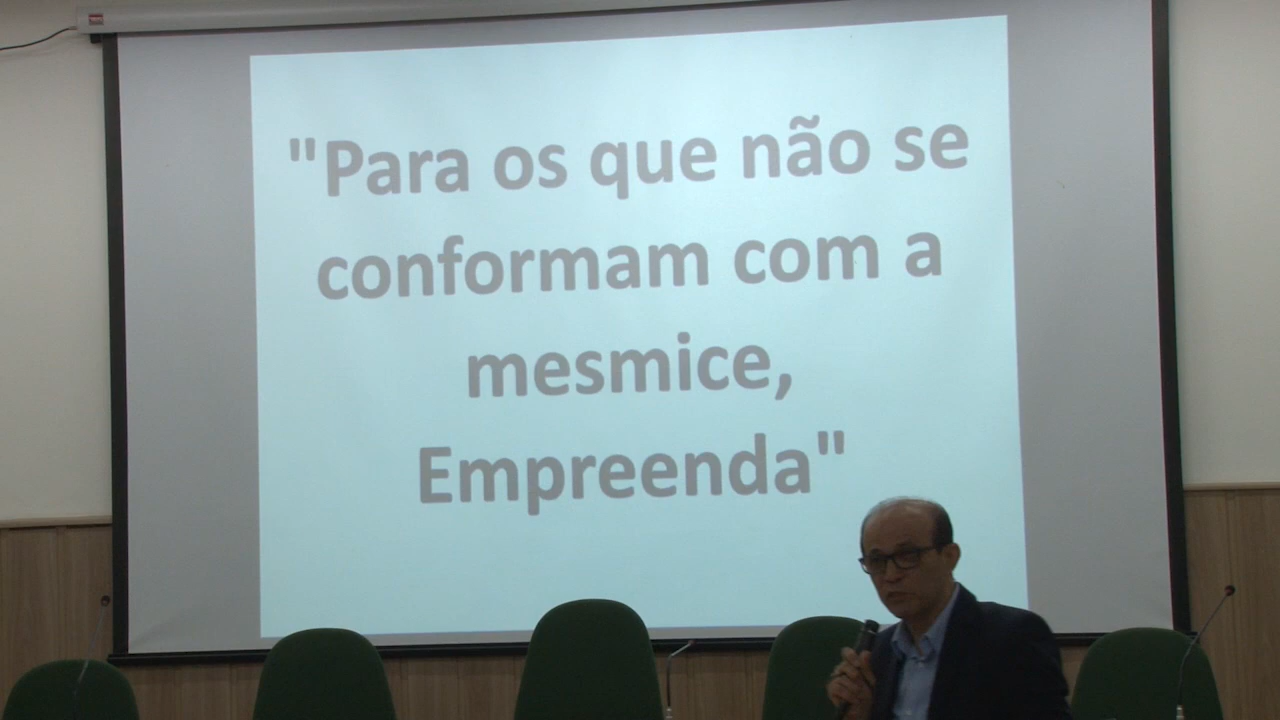 "Para os que não se
conformam com a
mesmice,
Empreenda"